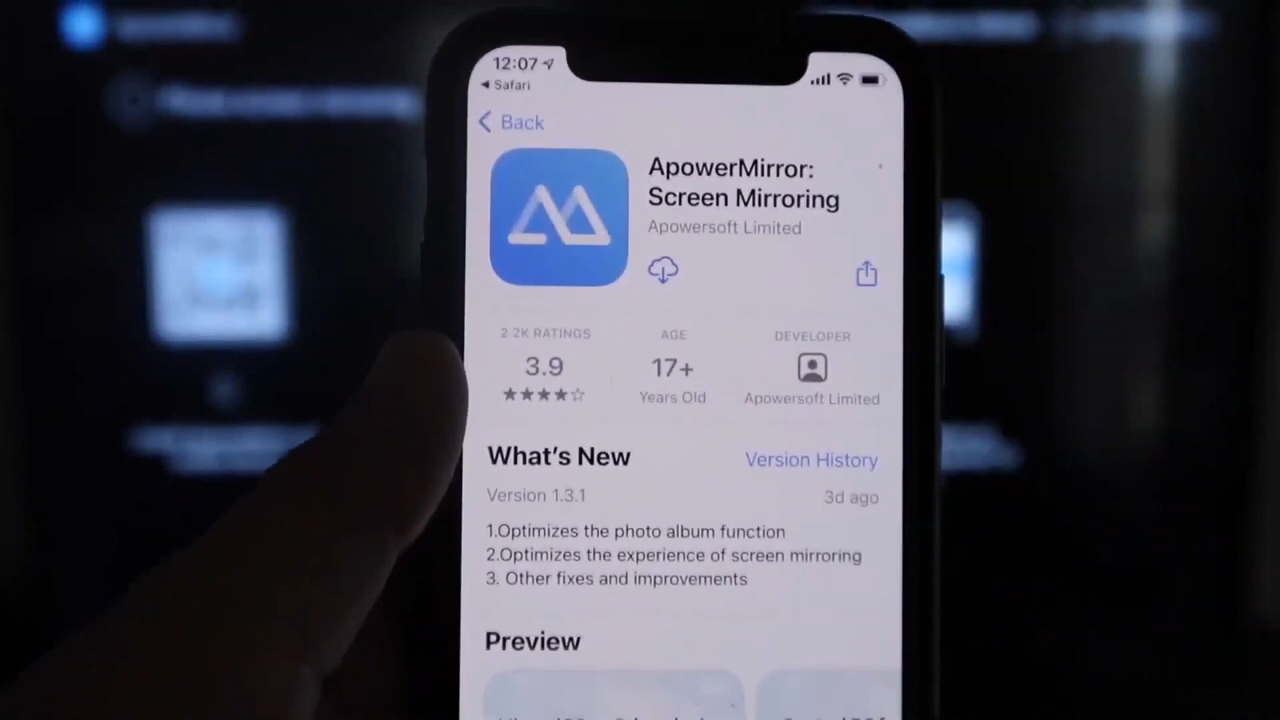 12:07
Safari
Back
ApowerMirror:
Screen Mirroring
Apowersoft Limited
2.2K RATINGS
3.9
AGE
17+
Years Old
DEVELOPER
Apowersoft Limited
What's New
Version History
Version 1.3.1
3d ago
1.Optimizes the photo album function
2.Optimizes the experience of screen mirroring
3. Other fixes and improvements
Preview